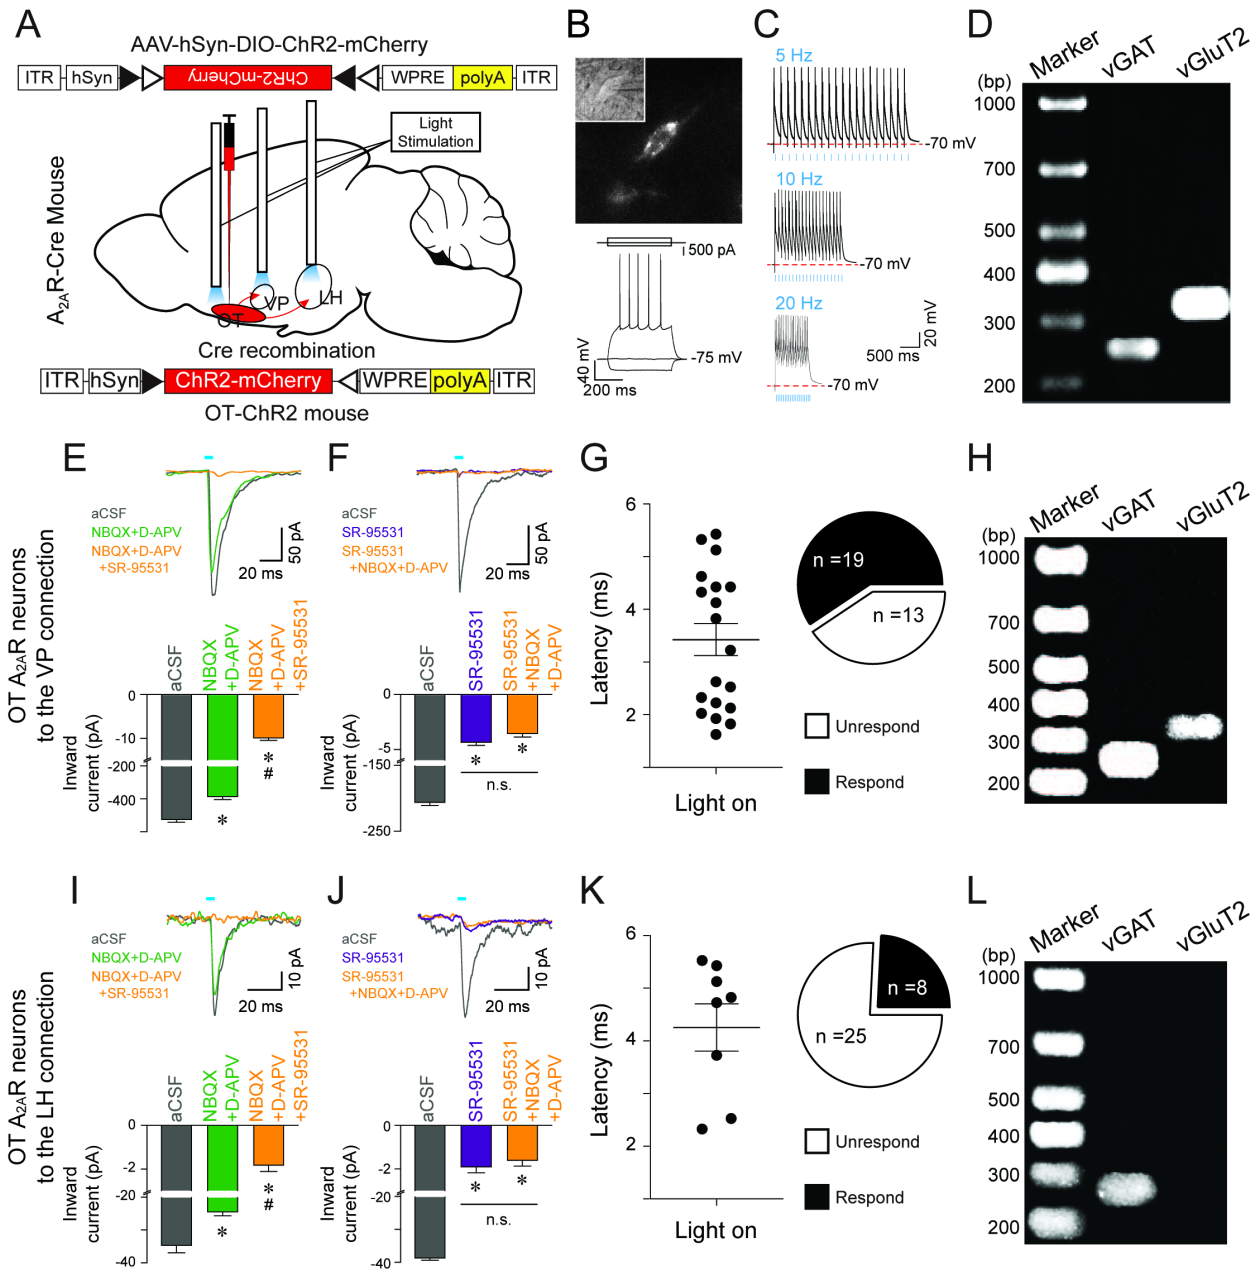 A
AAV-hSyn-DIO-ChR2-mCherry
ITR hSyn ChR2-mCherry WPRE polyA ITR
Light
Stimulation
A2AR-Cre Mouse
OT VP LH
Cre recombination
ITR hSyn ChR2-mCherry WPRE polyA ITR
OT-ChR2 mouse
B
500 pA
-75 mV
40 mV
200 ms
C
5 Hz
-70 mV
10 Hz
-70 mV
20 Hz
20 mV
500 ms
-70 mV
D
Marker vGAT vGluT2
(bp)
1000
700
500
400
300
200
OT A2AR neurons
to the VP connection
E
aCSF
NBQX+D-APV
NBQX+D-APV
+SR-95531
50 pA
20 ms
aCSF
NBQX
+D-APV
NBQX
+D-APV
+SR-95531
Inward
current (pA)
0
-10
-200
-400
*
*
#
F
aCSF
SR-95531
SR-95531
+NBQX+D-APV
50 pA
20 ms
aCSF
SR-95531
SR-95531
+NBQX
+D-APV
Inward
current (pA)
0
-5
-150
-250
*
*
n.s.
G
Latency (ms)
6
4
2
Light on
n =19
n =13
Unrespond
Respond
H
Marker vGAT vGluT2
(bp)
1000
700
500
400
300
200
OT A2AR neurons
to the LH connection
I
aCSF
NBQX+D-APV
NBQX+D-APV
+SR-95531
10 pA
20 ms
aCSF
NBQX
+D-APV
NBQX
+D-APV
+SR-95531
Inward
current (pA)
0
-2
-20
-40
*
*
#
J
aCSF
SR-95531
SR-95531
+NBQX+D-APV
10 pA
20 ms
aCSF
SR-95531
SR-95531
+NBQX
+D-APV
Inward
current (pA)
0
-2
-20
-40
*
*
n.s.
K
Latency (ms)
6
4
2
Light on
n =8
n =25
Unrespond
Respond
L
Marker vGAT vGluT2
(bp)
1000
700
500
400
300
200